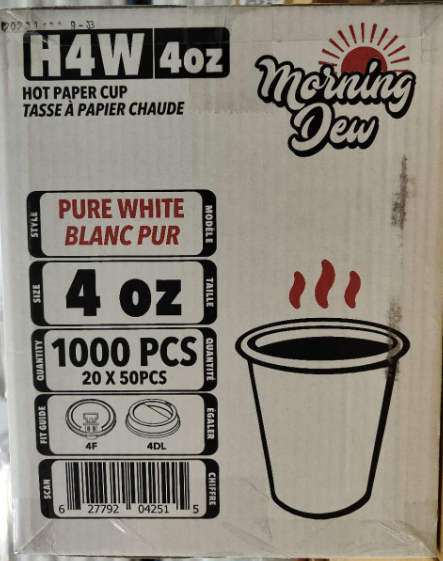 H4W 4oz
HOT PAPER CUP
TASSE À PAPIER CHAUDE
Morning
Dew
STYLE PURE WHITE MODÈLE
BLANC PUR
SIZE 4 oz TAILLE
QUANTITY 1000 PCS QUANTITÉ
20 X 50PCS
FIT GUIDE 4F 4DL ÉGALER
SCAN CHIFFRE
6 27792 04251 5